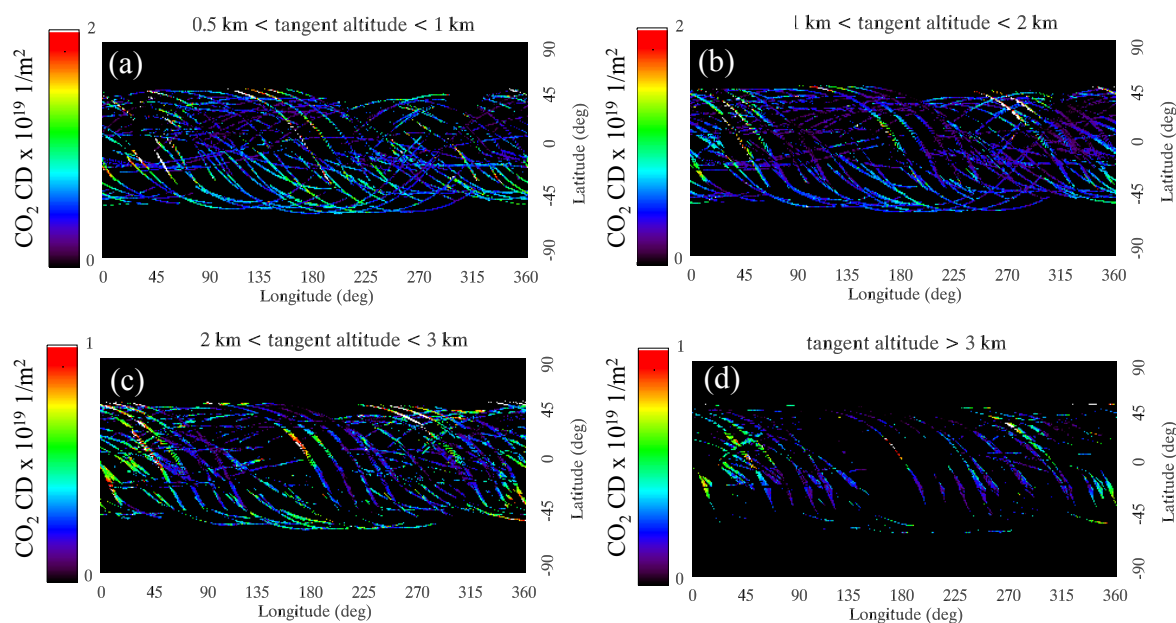 0.5 km < tangent altitude < 1 km
2
(a)
90
45
0
-45
-90
Latitude (deg)
CO2 CD x 10^19 1/m^2
0
0 45 90 135 180 225 270 315 360
Longitude (deg)
1 km < tangent altitude < 2 km
2
(b)
90
45
0
-45
-90
Latitude (deg)
CO2 CD x 10^19 1/m^2
0
0 45 90 135 180 225 270 315 360
Longitude (deg)
2 km < tangent altitude < 3 km
1
(c)
90
45
0
-45
-90
Latitude (deg)
CO2 CD x 10^19 1/m^2
0
0 45 90 135 180 225 270 315 360
Longitude (deg)
tangent altitude > 3 km
1
(d)
90
45
0
-45
-90
Latitude (deg)
CO2 CD x 10^19 1/m^2
0
0 45 90 135 180 225 270 315 360
Longitude (deg)